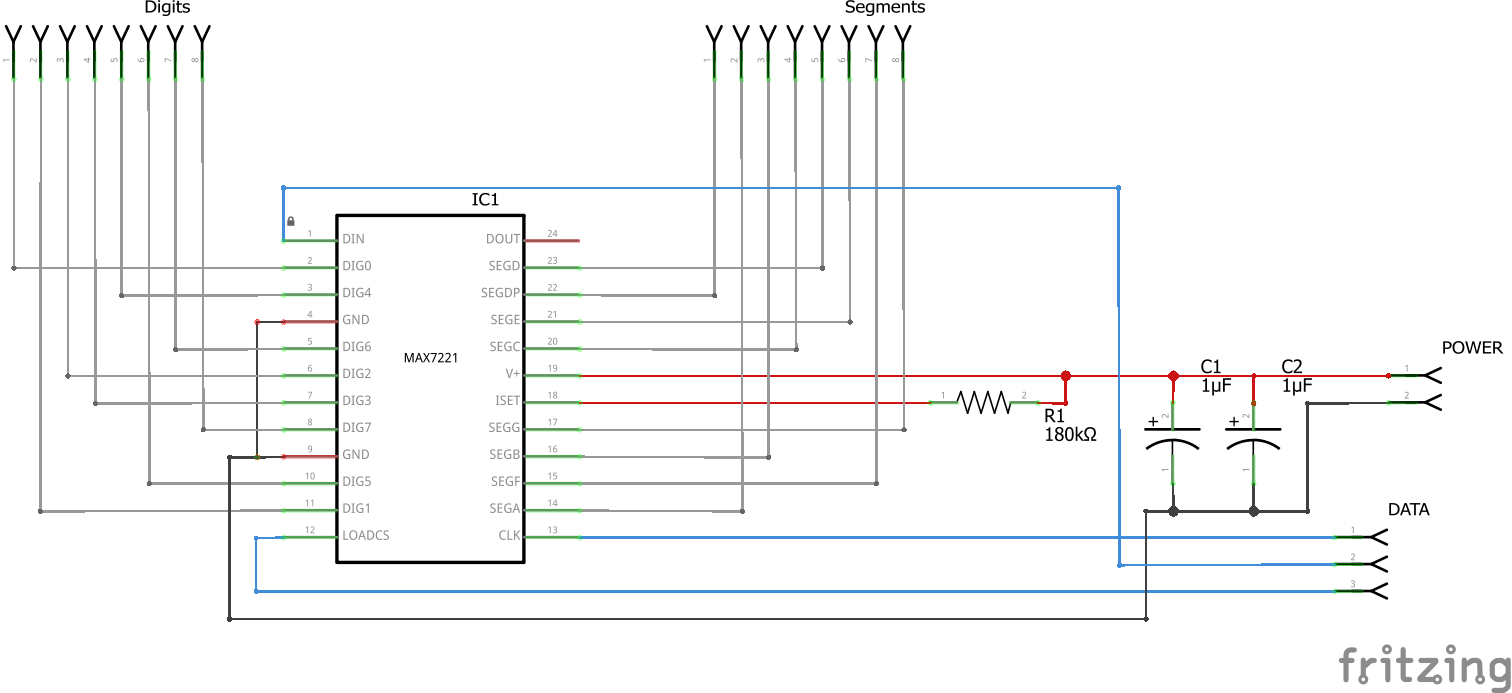 Digits Segments
1 2 3 4 5 6 7 8 1 2 3 4 5 6 7 8
IC1
1 DIN DOUT 24
2 DIG0 SEGD 23
3 DIG4 SEGDP 22
4 GND SEGE 21
5 DIG6 SEGC 20
MAX7221
6 DIG2 V+ 19
7 DIG3 ISET 18
8 DIG7 SEGG 17
9 GND SEGB 16
10 DIG5 SEGF 15
11 DIG1 SEGA 14
12 LOADCS CLK 13
1 2
R1
180kΩ
C1
1µF
+ 2
1
C2
1µF
+ 2
1
POWER
1
2
DATA
1
2
3
fritzing